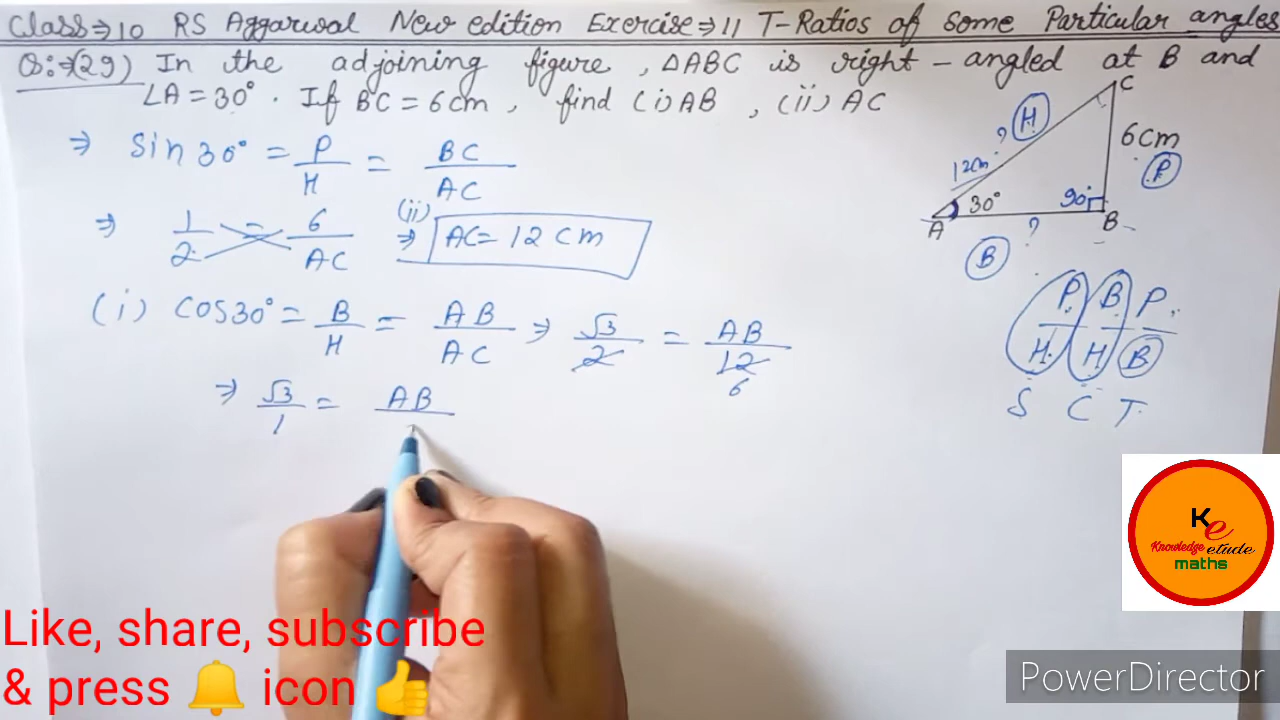 Class⇒10 RS Aggarwal New edition Exercise⇒11 T-Ratios of Some Particular angles
Q:⇒(29) In the adjoining figure, △ABC is right-angled at B and
∠A = 30°. If BC = 6cm, find (i) AB, (ii) AC
⇒ Sin 30° = P/H = BC/AC
⇒ 1/2 = 6/AC (ii) ⇒ AC = 12 cm
(i) COS30° = B/H = AB/AC ⇒ √3/2 = AB/12 6
⇒ √3/1 = AB
C
H
?
12cm
6cm
P
30°
90°
A
B
?
B
P B P
H H B
S C T
Ke
Knowledge etude
maths
Like, share, subscribe
& press 🔔 icon 👍
PowerDirector